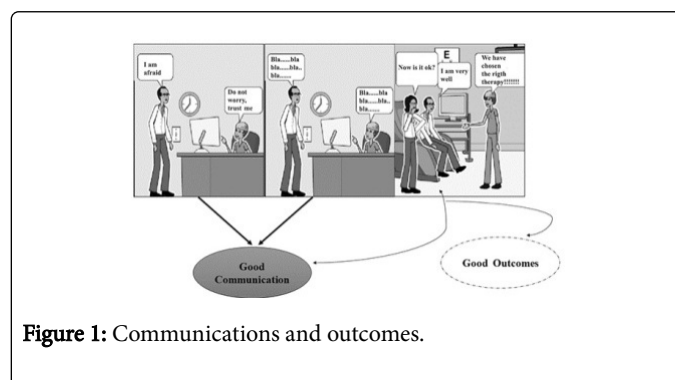 I am
afraid
Do not
worry,
trust me
Bla......bla
bla......bla..
bla.......
Bla......bla
bla......bla..
bla.......
E
Now is it ok?
I am very
well
We have
chosen
the rigth
therapy!!!!!!!
Good
Communication
Good Outcomes
Figure 1: Communications and outcomes.